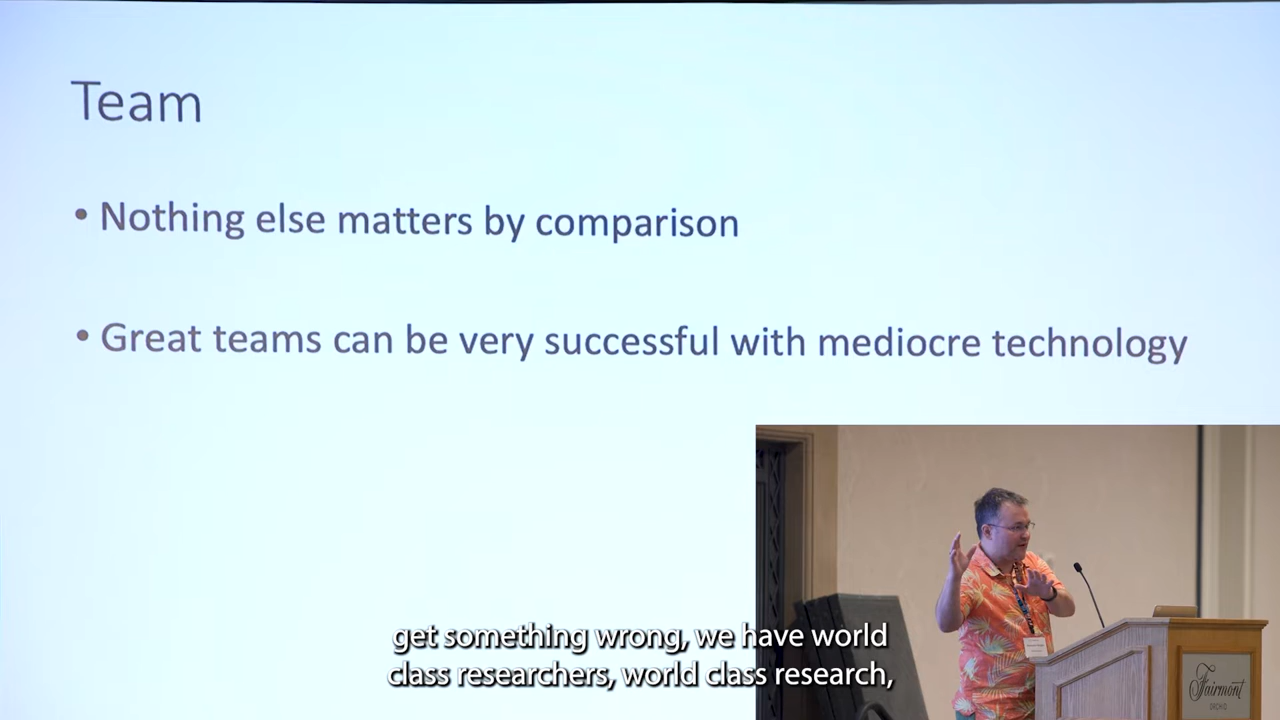 Team
• Nothing else matters by comparison
• Great teams can be very successful with mediocre technology
get something wrong, we have world
class researchers, world class research,
Fairmont
ORCHID